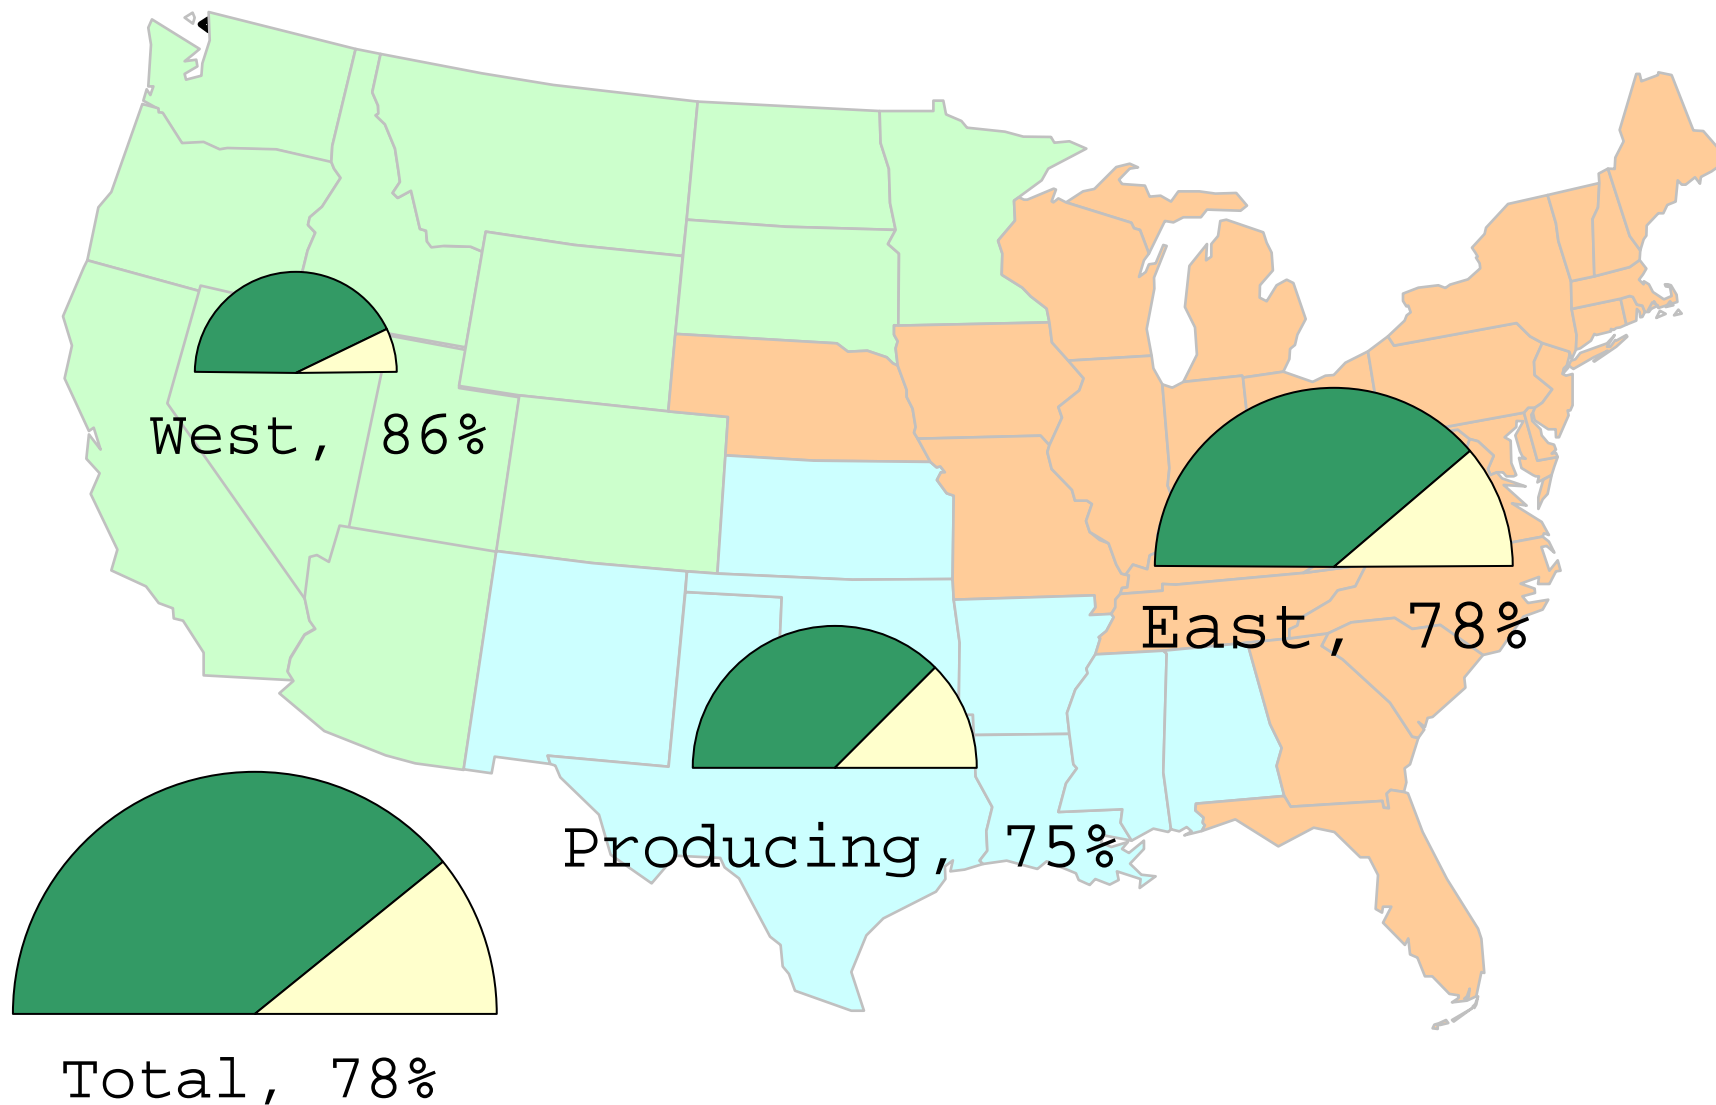 West, 86%
East, 78%
Producing, 75%
Total, 78%